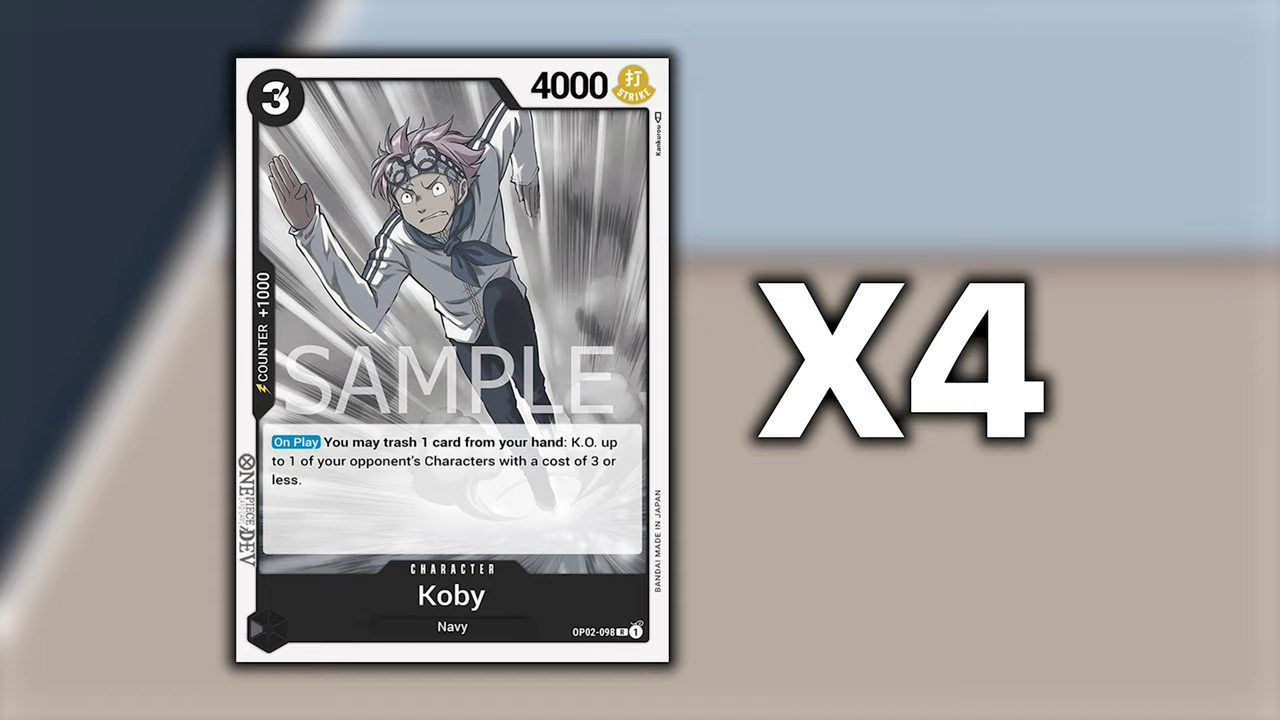 3
4000
打
STRIKE
Kankurou
COUNTER +1000
SAMPLE
X4
On Play You may trash 1 card from your hand: K.O. up
to 1 of your opponent's Characters with a cost of 3 or
less.
ONE PIECE
DEV
BANDAI MADE IN JAPAN
CHARACTER
Koby
Navy
OP02-098 R 1